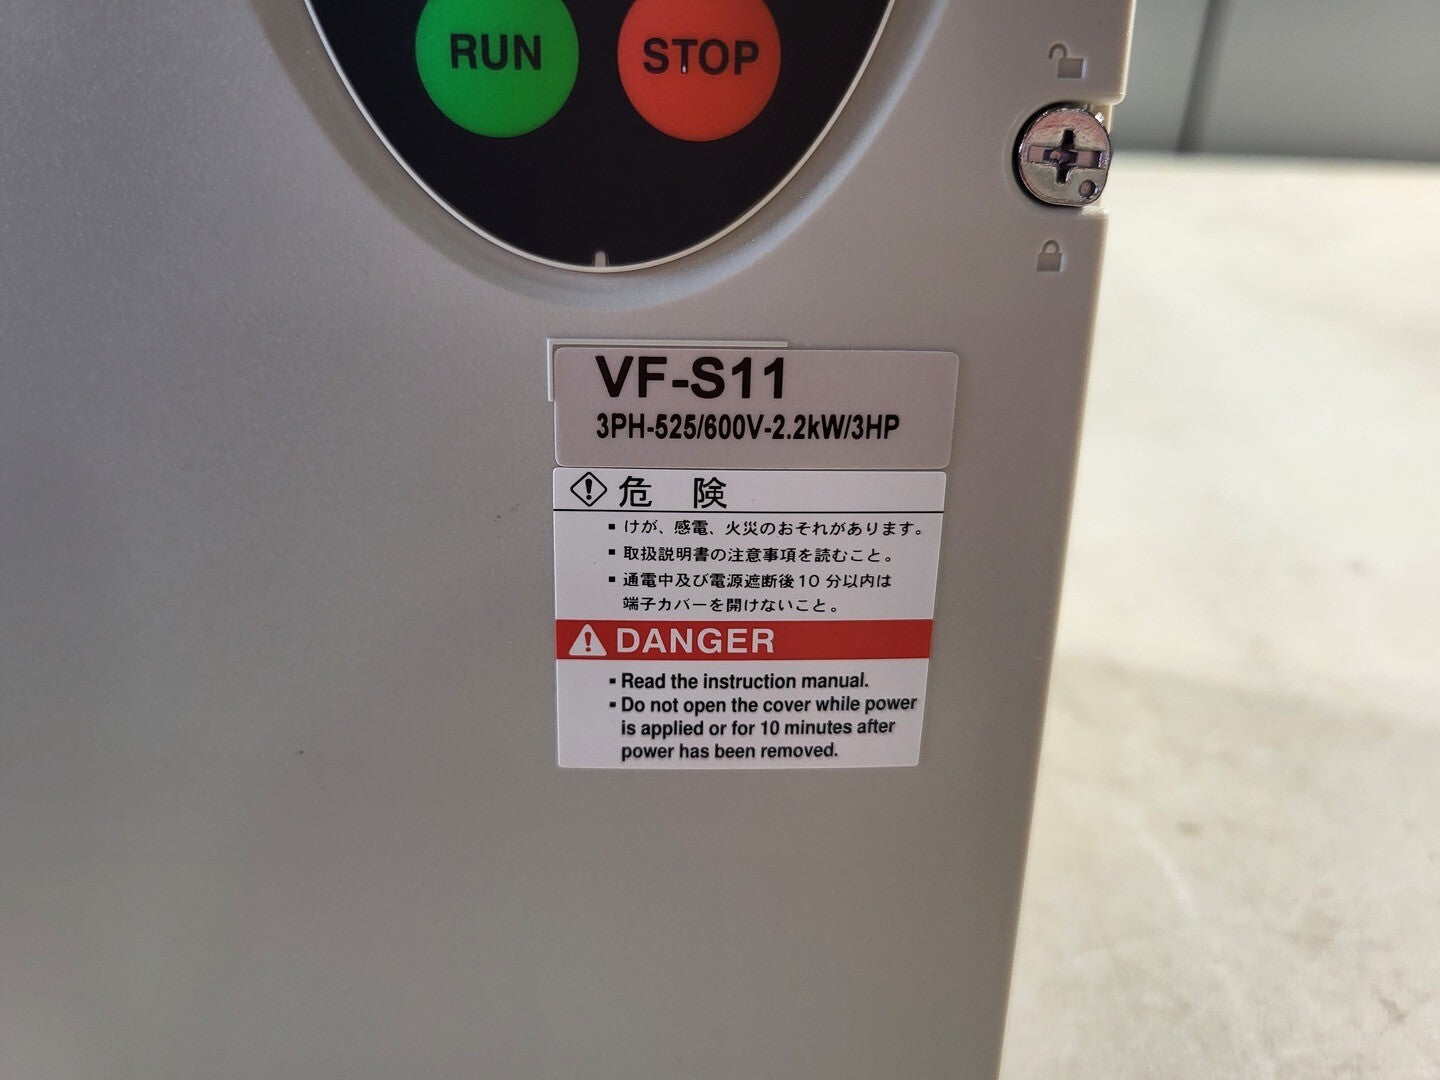 RUN STOP
VF-S11
3PH-525/600V-2.2kW/3HP
危 険
▪ けが、感電、火災のおそれがあります。
▪ 取扱説明書の注意事項を読むこと。
▪ 通電中及び電源遮断後10 分以内は
端子カバーを開けないこと。
DANGER
▪ Read the instruction manual.
▪ Do not open the cover while power
is applied or for 10 minutes after
power has been removed.